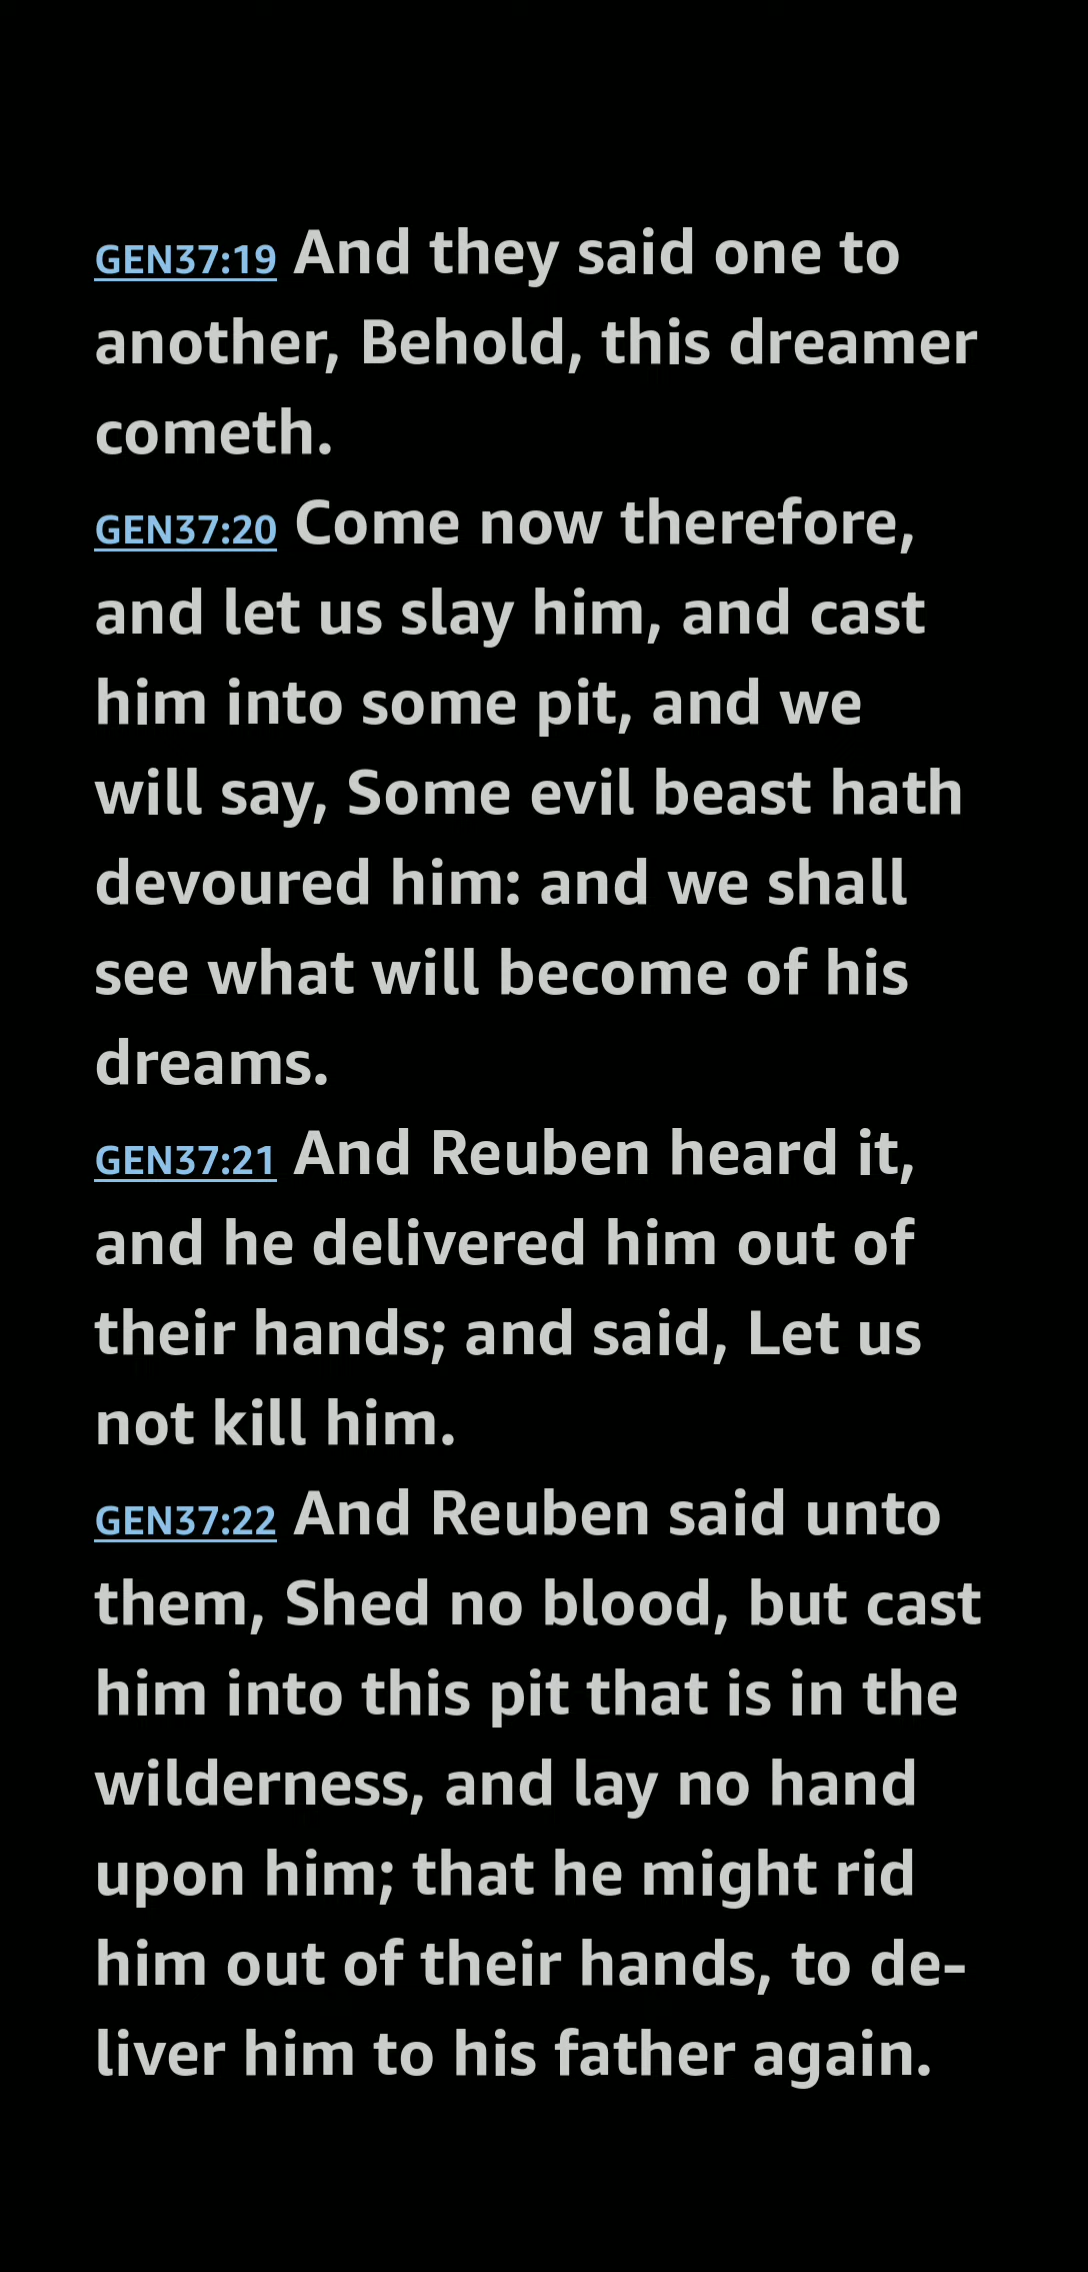 GEN37:19 And they said one to
another, Behold, this dreamer
cometh.
GEN37:20 Come now therefore,
and let us slay him, and cast
him into some pit, and we
will say, Some evil beast hath
devoured him: and we shall
see what will become of his
dreams.
GEN37:21 And Reuben heard it,
and he delivered him out of
their hands; and said, Let us
not kill him.
GEN37:22 And Reuben said unto
them, Shed no blood, but cast
him into this pit that is in the
wilderness, and lay no hand
upon him; that he might rid
him out of their hands, to de-
liver him to his father again.